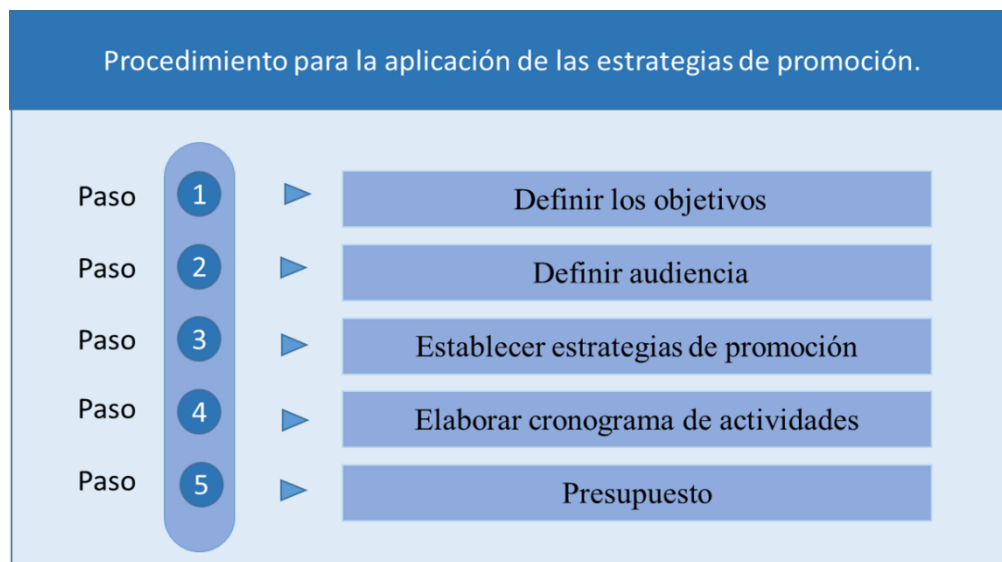 Procedimiento para la aplicación de las estrategias de promoción.
Paso 1 Definir los objetivos
Paso 2 Definir audiencia
Paso 3 Establecer estrategias de promoción
Paso 4 Elaborar cronograma de actividades
Paso 5 Presupuesto